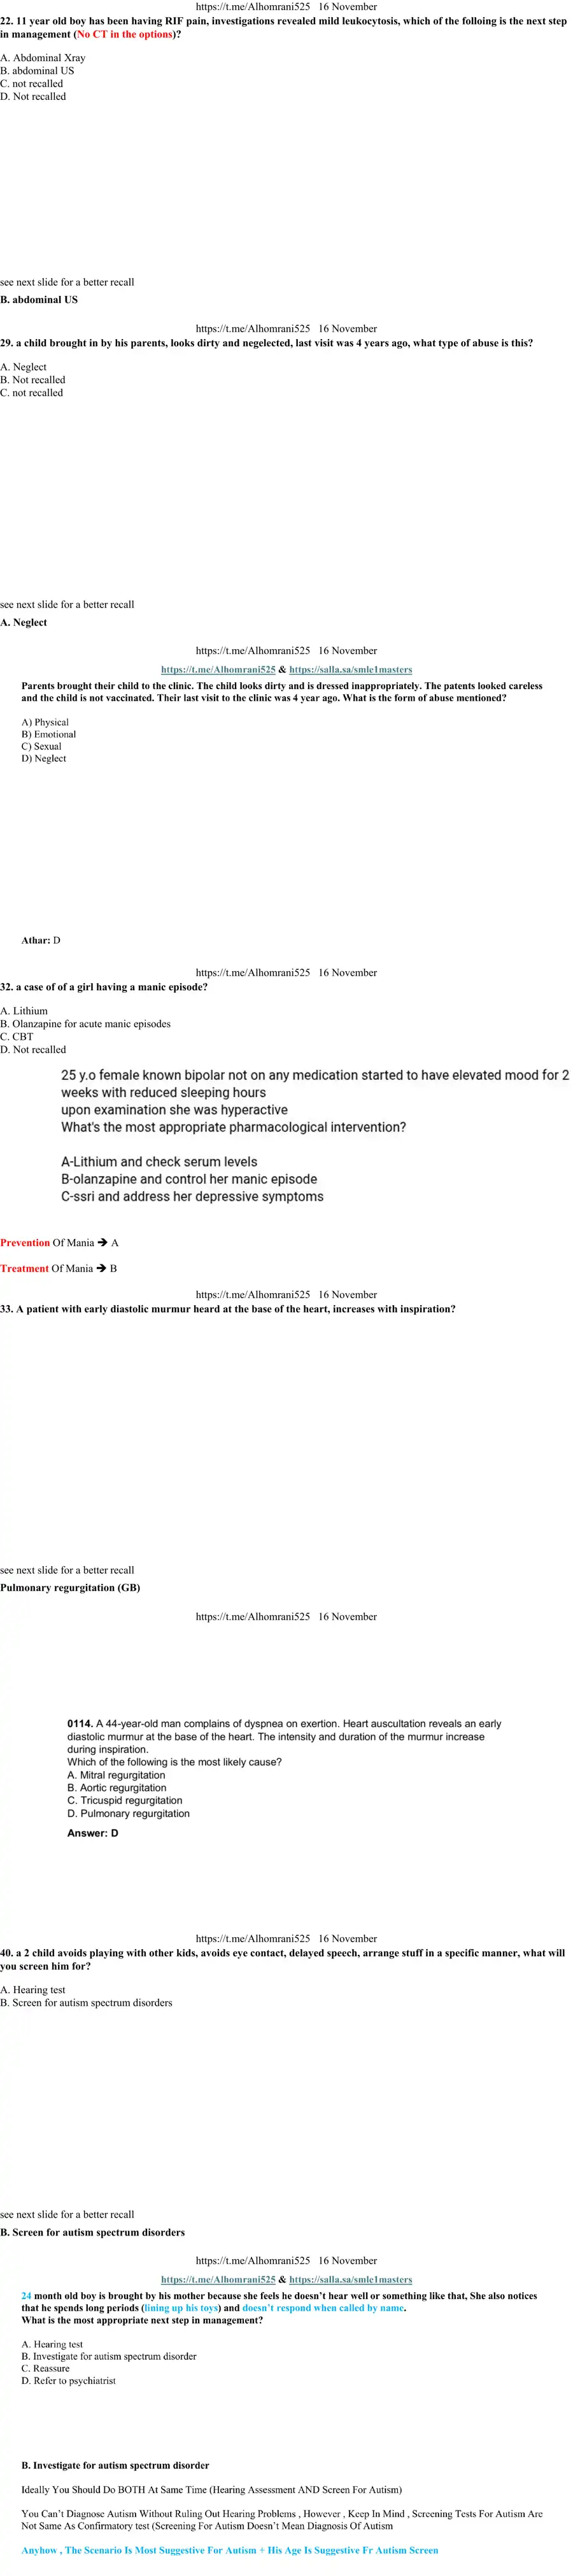 https://t.me/Alhomrani525   16 November
22. 11 year old boy has been having RIF pain, investigations revealed mild leukocytosis, which of the folloing is the next step
in management (No CT in the options)?
A. Abdominal Xray
B. abdominal US
C. not recalled
D. Not recalled
see next slide for a better recall
B. abdominal US
https://t.me/Alhomrani525   16 November
29. a child brought in by his parents, looks dirty and negelected, last visit was 4 years ago, what type of abuse is this?
A. Neglect
B. Not recalled
C. not recalled
see next slide for a better recall
A. Neglect
https://t.me/Alhomrani525   16 November
https://t.me/Alhomrani525 & https://salla.sa/smle1masters
Parents brought their child to the clinic. The child looks dirty and is dressed inappropriately. The patents looked careless
and the child is not vaccinated. Their last visit to the clinic was 4 year ago. What is the form of abuse mentioned?
A) Physical
B) Emotional
C) Sexual
D) Neglect
Athar: D
https://t.me/Alhomrani525   16 November
32. a case of of a girl having a manic episode?
A. Lithium
B. Olanzapine for acute manic episodes
C. CBT
D. Not recalled
25 y.o female known bipolar not on any medication started to have elevated mood for 2
weeks with reduced sleeping hours
upon examination she was hyperactive
What's the most appropriate pharmacological intervention?
A-Lithium and check serum levels
B-olanzapine and control her manic episode
C-ssri and address her depressive symptoms
Prevention Of Mania ➔ A
Treatment Of Mania ➔ B
https://t.me/Alhomrani525   16 November
33. A patient with early diastolic murmur heard at the base of the heart, increases with inspiration?
see next slide for a better recall
Pulmonary regurgitation (GB)
https://t.me/Alhomrani525   16 November
0114. A 44-year-old man complains of dyspnea on exertion. Heart auscultation reveals an early
diastolic murmur at the base of the heart. The intensity and duration of the murmur increase
during inspiration.
Which of the following is the most likely cause?
A. Mitral regurgitation
B. Aortic regurgitation
C. Tricuspid regurgitation
D. Pulmonary regurgitation
Answer: D
https://t.me/Alhomrani525   16 November
40. a 2 child avoids playing with other kids, avoids eye contact, delayed speech, arrange stuff in a specific manner, what will
you screen him for?
A. Hearing test
B. Screen for autism spectrum disorders
see next slide for a better recall
B. Screen for autism spectrum disorders
https://t.me/Alhomrani525   16 November
https://t.me/Alhomrani525 & https://salla.sa/smle1masters
24 month old boy is brought by his mother because she feels he doesn't hear well or something like that, She also notices
that he spends long periods (lining up his toys) and doesn't respond when called by name.
What is the most appropriate next step in management?
A. Hearing test
B. Investigate for autism spectrum disorder
C. Reassure
D. Refer to psychiatrist
B. Investigate for autism spectrum disorder
Ideally You Should Do BOTH At Same Time (Hearing Assessment AND Screen For Autism)
You Can't Diagnose Autism Without Ruling Out Hearing Problems , However , Keep In Mind , Screening Tests For Autism Are
Not Same As Confirmatory test (Screening For Autism Doesn't Mean Diagnosis Of Autism
Anyhow , The Scenario Is Most Suggestive For Autism + His Age Is Suggestive Fr Autism Screen